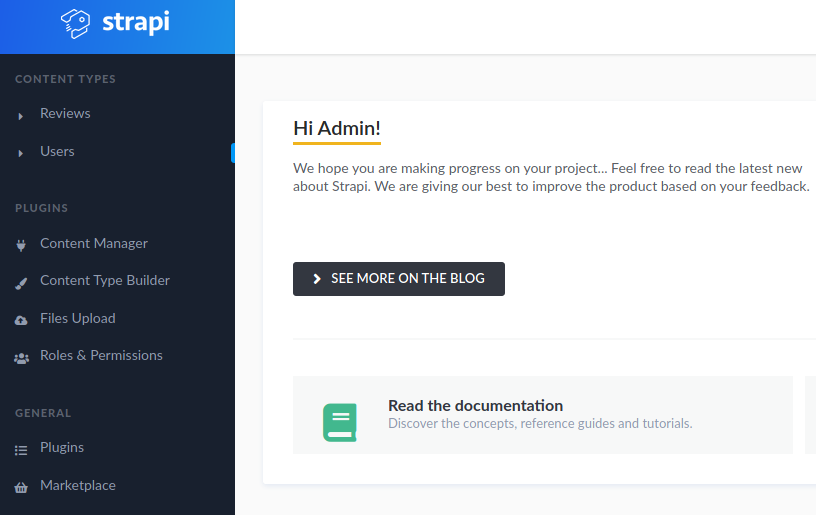 strapi
CONTENT TYPES
Reviews
Users
PLUGINS
Content Manager
Content Type Builder
Files Upload
Roles & Permissions
GENERAL
Plugins
Marketplace
Hi Admin!
We hope you are making progress on your project... Feel free to read the latest new
about Strapi. We are giving our best to improve the product based on your feedback.
SEE MORE ON THE BLOG
Read the documentation
Discover the concepts, reference guides and tutorials.